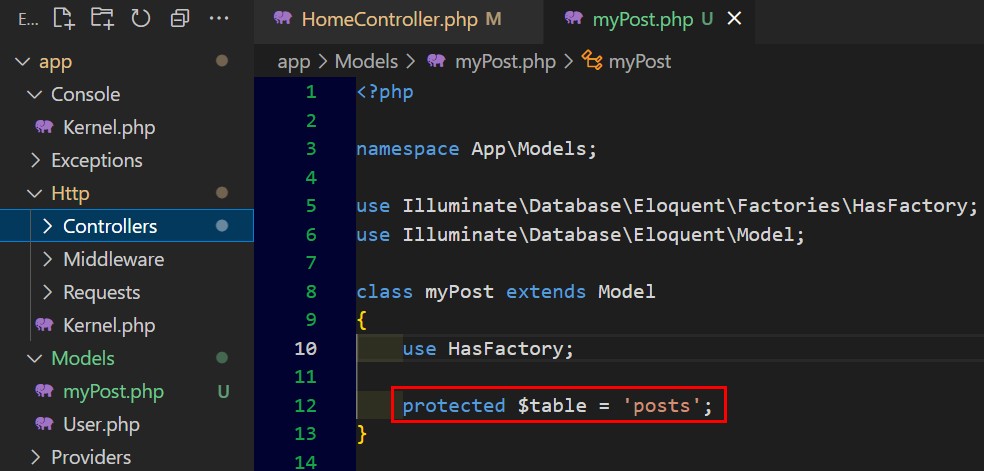 E... ...
app
Console
Kernel.php
Exceptions
Http
Controllers
Middleware
Requests
Kernel.php
Models
myPost.php U
User.php
Providers
HomeController.php M
myPost.php U
app > Models > myPost.php > myPost
1 <?php
2
3 namespace App\Models;
4
5 use Illuminate\Database\Eloquent\Factories\HasFactory;
6 use Illuminate\Database\Eloquent\Model;
7
8 class myPost extends Model
9 {
10 use HasFactory;
11
12 protected $table = 'posts';
13 }
14